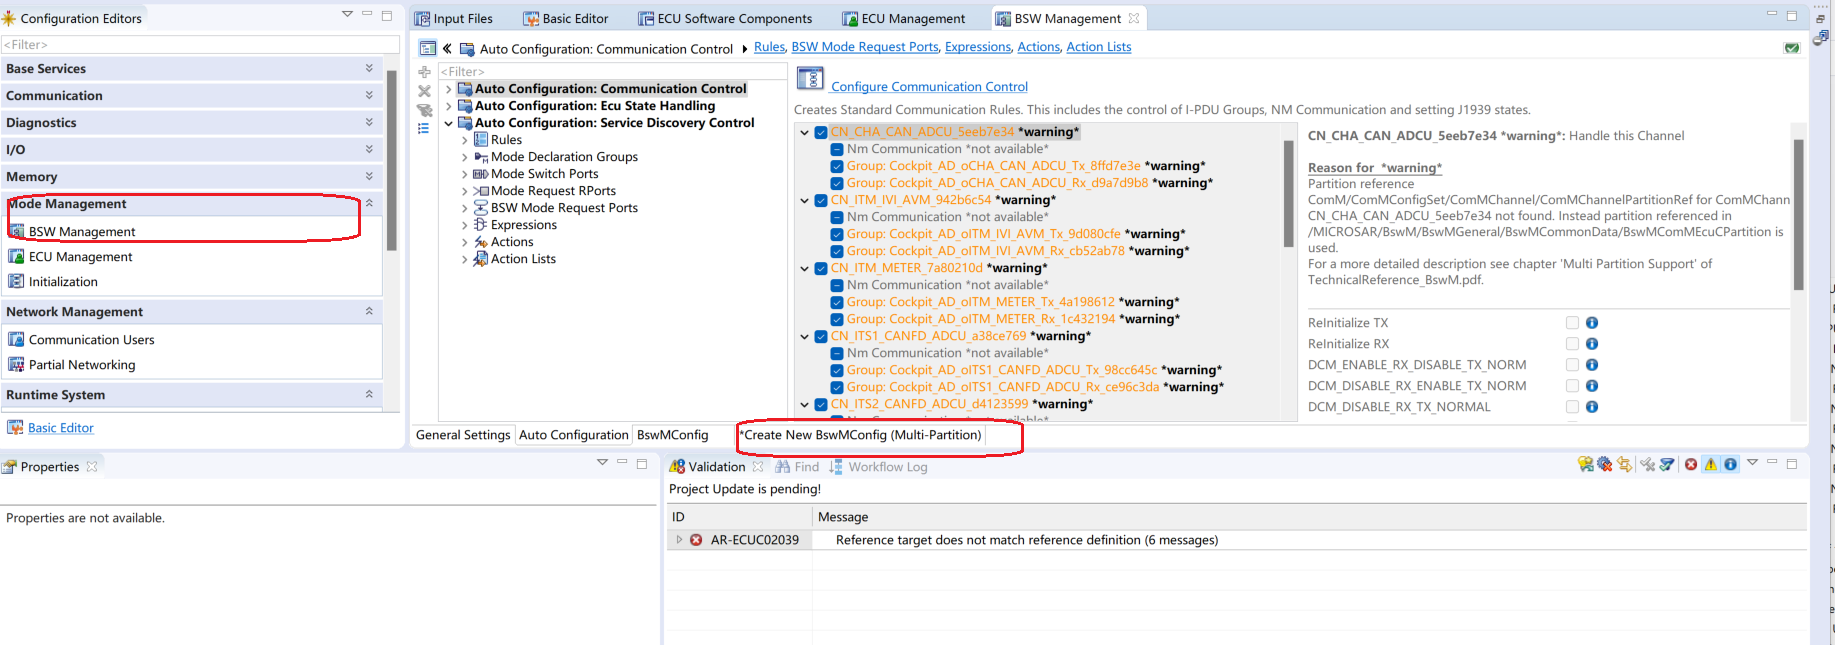 Configuration Editors
<Filter>
Base Services
Communication
Diagnostics
I/O
Memory
Mode Management
BSW Management
ECU Management
Initialization
Network Management
Communication Users
Partial Networking
Runtime System
Basic Editor
Input Files
Basic Editor
ECU Software Components
ECU Management
BSW Management
Auto Configuration: Communication Control
Rules, BSW Mode Request Ports, Expressions, Actions, Action Lists
<Filter>
Auto Configuration: Communication Control
Auto Configuration: Ecu State Handling
Auto Configuration: Service Discovery Control
Rules
Mode Declaration Groups
Mode Switch Ports
Mode Request RPorts
BSW Mode Request Ports
Expressions
Actions
Action Lists
Configure Communication Control
Creates Standard Communication Rules. This includes the control of I-PDU Groups, NM Communication and setting J1939 states.
CN_CHA_CAN_ADCU_5eeb7e34 *warning*
Nm Communication *not available*
Group: Cockpit_AD_oCHA_CAN_ADCU_Tx_8ffd7e3e *warning*
Group: Cockpit_AD_oCHA_CAN_ADCU_Rx_d9a7d9b8 *warning*
CN_ITM_IVI_AVM_942b6c54 *warning*
Nm Communication *not available*
Group: Cockpit_AD_oITM_IVI_AVM_Tx_9d080cfe *warning*
Group: Cockpit_AD_oITM_IVI_AVM_Rx_cb52ab78 *warning*
CN_ITM_METER_7a80210d *warning*
Nm Communication *not available*
Group: Cockpit_AD_oITM_METER_Tx_4a198612 *warning*
Group: Cockpit_AD_oITM_METER_Rx_1c432194 *warning*
CN_ITS1_CANFD_ADCU_a38ce769 *warning*
Nm Communication *not available*
Group: Cockpit_AD_oITS1_CANFD_ADCU_Tx_98cc645c *warning*
Group: Cockpit_AD_oITS1_CANFD_ADCU_Rx_ce96c3da *warning*
CN_ITS2_CANFD_ADCU_d4123599 *warning*
CN_CHA_CAN_ADCU_5eeb7e34 *warning*: Handle this Channel
Reason for *warning*
Partition reference
ComM/ComMConfigSet/ComMChannel/ComMChannelPartitionRef for ComMChann
CN_CHA_CAN_ADCU_5eeb7e34 not found. Instead partition referenced in
/MICROSAR/BswM/BswMGeneral/BswMCommonData/BswMComMEcuCPartition is
used.
For a more detailed description see chapter 'Multi Partition Support' of
TechnicalReference_BswM.pdf.
ReInitialize TX
ReInitialize RX
DCM_ENABLE_RX_DISABLE_TX_NORM
DCM_DISABLE_RX_ENABLE_TX_NORM
DCM_DISABLE_RX_TX_NORMAL
General Settings
Auto Configuration
BswMConfig
*Create New BswMConfig (Multi-Partition)
Properties
Properties are not available.
Validation
Find
Workflow Log
Project Update is pending!
ID
Message
AR-ECUC02039
Reference target does not match reference definition (6 messages)